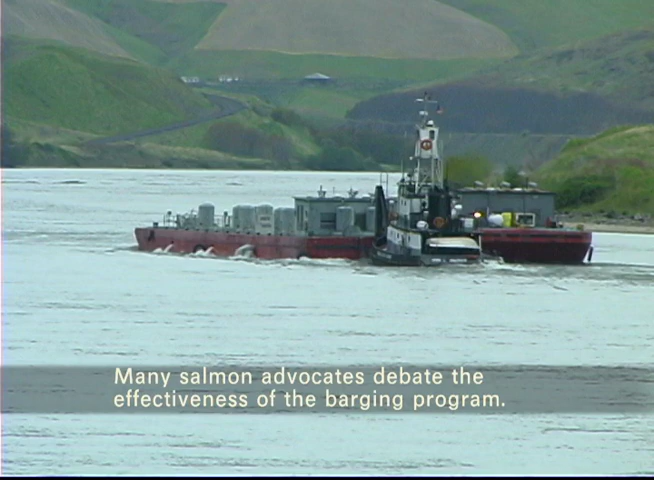 Many salmon advocates debate the
effectiveness of the barging program.